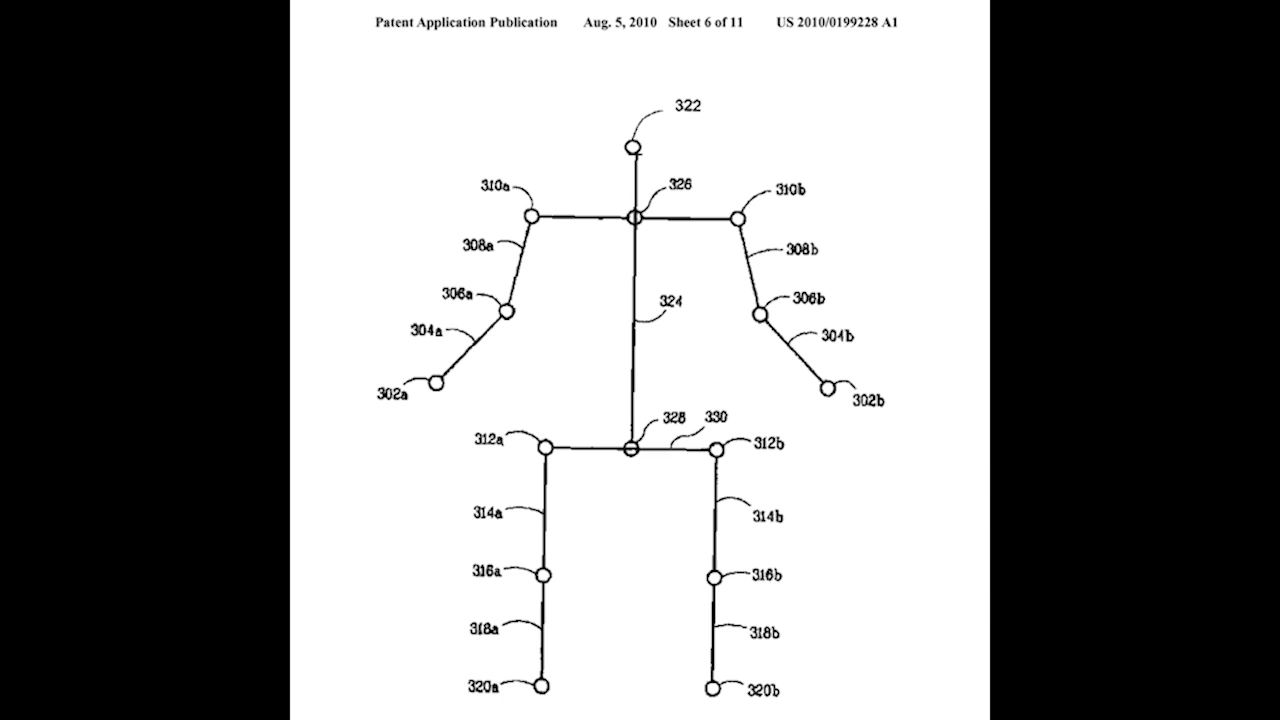 Patent Application Publication Aug. 5, 2010 Sheet 6 of 11 US 2010/0199228 A1
322
310a 326 310b
308a 308b
306a 324 306b
304a 304b
302a 302b
312a 328 330 312b
314a 314b
316a 316b
318a 318b
320a 320b